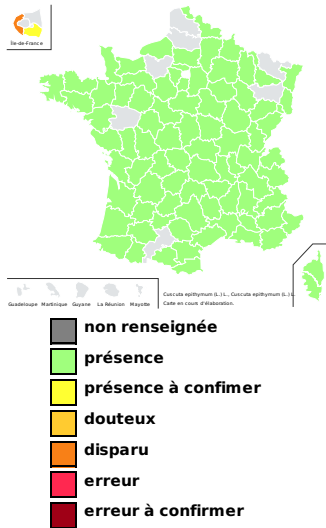 Île-de-France
Guadeloupe Martinique Guyane La Réunion Mayotte
Cuscuta epithymum (L.) L., Cuscuta epithymum (L.) L.
Carte en cours d'élaboration.
non renseignée
présence
présence à confimer
douteux
disparu
erreur
erreur à confirmer